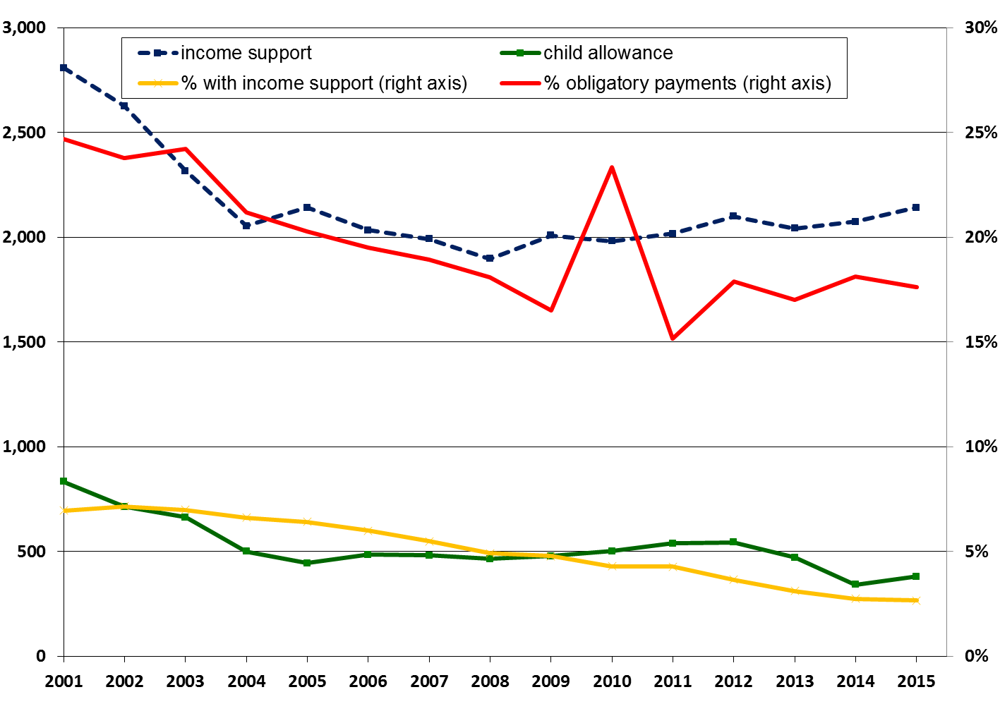 3,000 30%
income support child allowance
% with income support (right axis) % obligatory payments (right axis)
2,500 25%
2,000 20%
1,500 15%
1,000 10%
500 5%
0 0%
2001 2002 2003 2004 2005 2006 2007 2008 2009 2010 2011 2012 2013 2014 2015